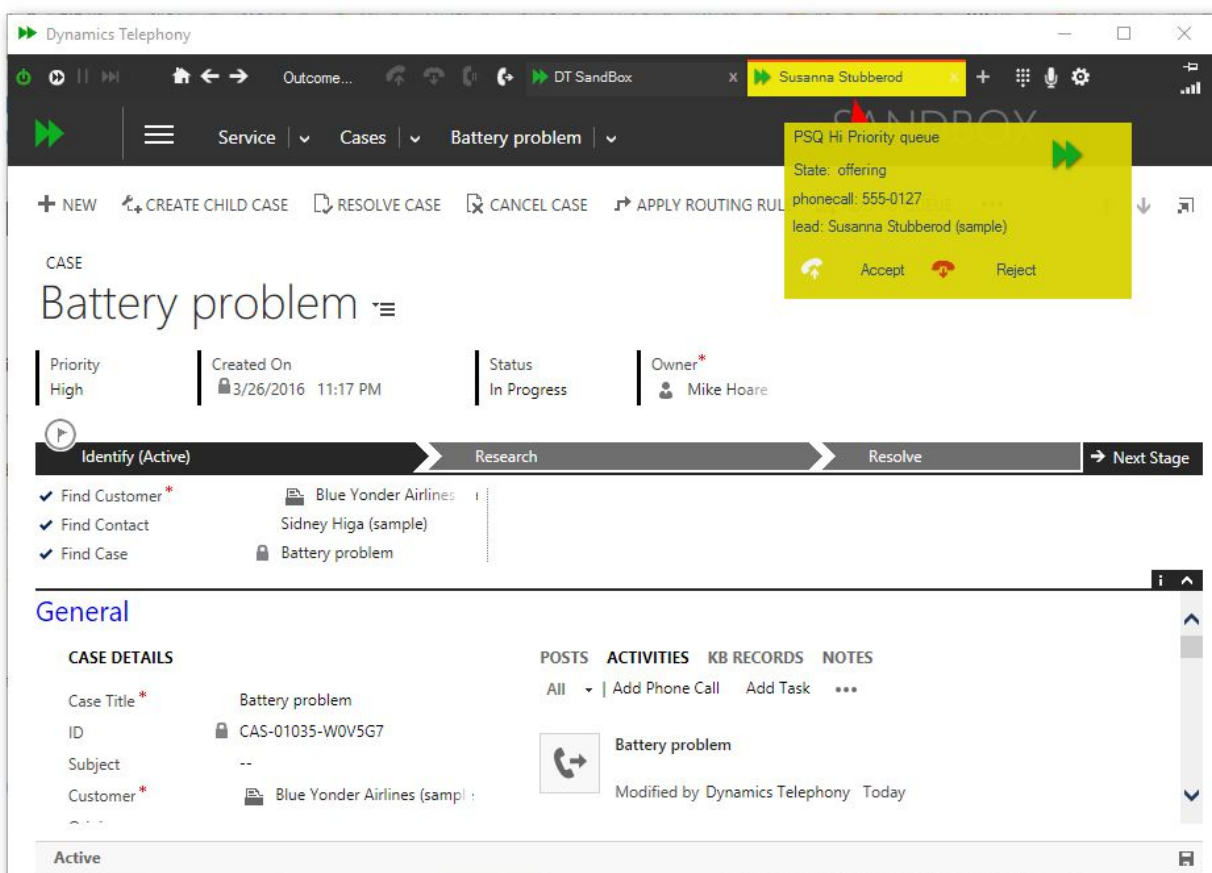 Dynamics Telephony
Outcome...
DT SandBox x
Susanna Stubberod x
Service Cases Battery problem
SANDBOX
PSQ Hi Priority queue
State: offering
phonecall: 555-0127
lead: Susanna Stubberod (sample)
Accept Reject
NEW CREATE CHILD CASE RESOLVE CASE CANCEL CASE APPLY ROUTING RUL
CASE
Battery problem
Priority Created On Status Owner*
High 3/26/2016 11:17 PM In Progress Mike Hoare
Identify (Active) Research Resolve Next Stage
Find Customer* Blue Yonder Airlines
Find Contact Sidney Higa (sample)
Find Case Battery problem
General
CASE DETAILS
Case Title* Battery problem
ID CAS-01035-W0V5G7
Subject --
Customer* Blue Yonder Airlines (sampl
POSTS ACTIVITIES KB RECORDS NOTES
All | Add Phone Call Add Task
Battery problem
Modified by Dynamics Telephony Today
Active